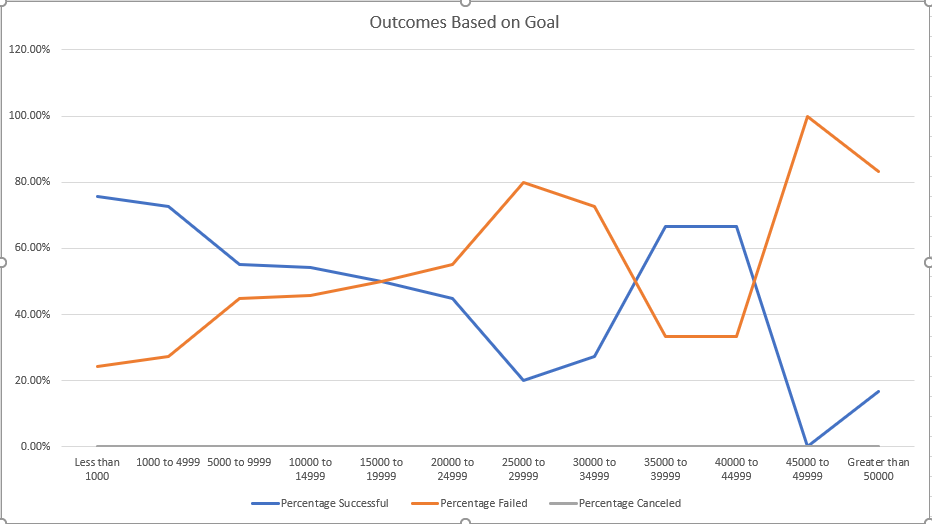 Outcomes Based on Goal
120.00%
100.00%
80.00%
60.00%
40.00%
20.00%
0.00%
Less than 1000
1000 to 4999
5000 to 9999
10000 to 14999
15000 to 19999
20000 to 24999
25000 to 29999
30000 to 34999
35000 to 39999
40000 to 44999
45000 to 49999
Greater than 50000
Percentage Successful
Percentage Failed
Percentage Canceled